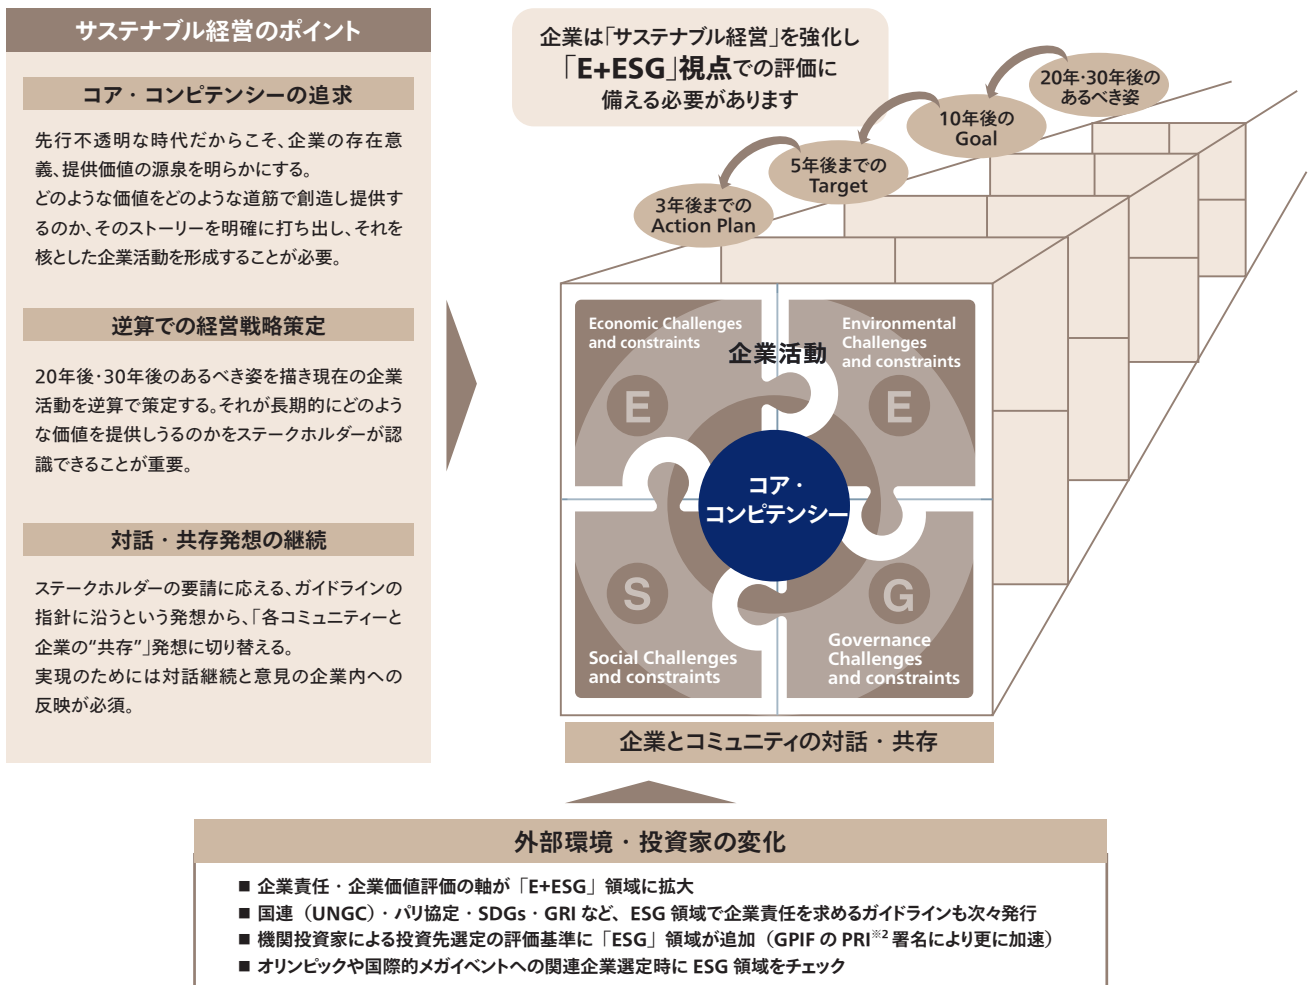 サステナブル経営のポイント
コア・コンピテンシーの追求
先行不透明な時代だからこそ、企業の存在意
義、提供価値の源泉を明らかにする。
どのような価値をどのような道筋で創造し提供す
るのか、そのストーリーを明確に打ち出し、それを
核とした企業活動を形成することが必要。
逆算での経営戦略策定
20年後・30年後のあるべき姿を描き現在の企業
活動を逆算で策定する。それが長期的にどのよう
な価値を提供しうるのかをステークホルダーが認
識できることが重要。
対話・共存発想の継続
ステークホルダーの要請に応える、ガイドラインの
指針に沿うという発想から、「各コミュニティーと
企業の“共存”」発想に切り替える。
実現のためには対話継続と意見の企業内への
反映が必須。
企業は「サステナブル経営」を強化し
「E+ESG」視点での評価に
備える必要があります
20年・30年後の
あるべき姿
10年後の
Goal
5年後までの
Target
3年後までの
Action Plan
Economic Challenges
and constraints
企業活動
Environmental
Challenges
and constraints
E
E
コア・
コンピテンシー
S
G
Social Challenges
and constraints
Governance
Challenges
and constraints
企業とコミュニティの対話・共存
外部環境・投資家の変化
■ 企業責任・企業価値評価の軸が「E+ESG」領域に拡大
■ 国連（UNGC）・パリ協定・SDGs・GRI など、ESG 領域で企業責任を求めるガイドラインも次々発行
■ 機関投資家による投資先選定の評価基準に「ESG」領域が追加（GPIF の PRI※2 署名により更に加速）
■ オリンピックや国際的メガイベントへの関連企業選定時に ESG 領域をチェック